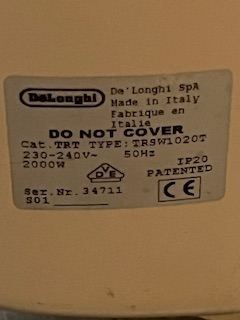 DeLonghi
De'Longhi SpA
Made in Italy
Fabrique en
Italie
DO NOT COVER
Cat. TRT TYPE: TRSW1020T
230-240V~ 50Hz IP20
2000W PATENTED
DVE
CE
Ser.Nr. 34711
S01